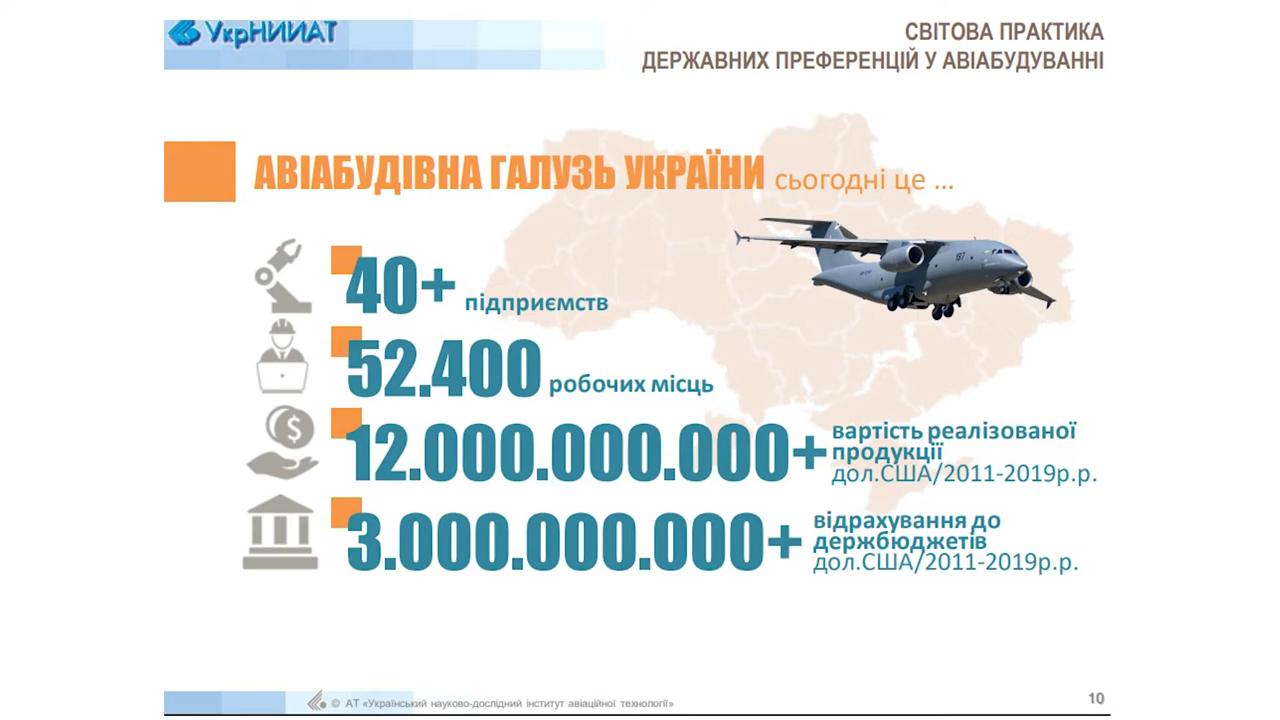 УкрНИИАТ
СВІТОВА ПРАКТИКА
ДЕРЖАВНИХ ПРЕФЕРЕНЦІЙ У АВІАБУДУВАННІ
АВІАБУДІВНА ГАЛУЗЬ УКРАЇНИ сьогодні це ...
40+ підприємств
52.400 робочих місць
12.000.000.000+ вартість реалізованої
продукції
дол.США/2011-2019р.р.
3.000.000.000+ відрахування до
держбюджетів
дол.США/2011-2019р.р.
© АТ «Український науково-дослідний інститут авіаційної технології»
10